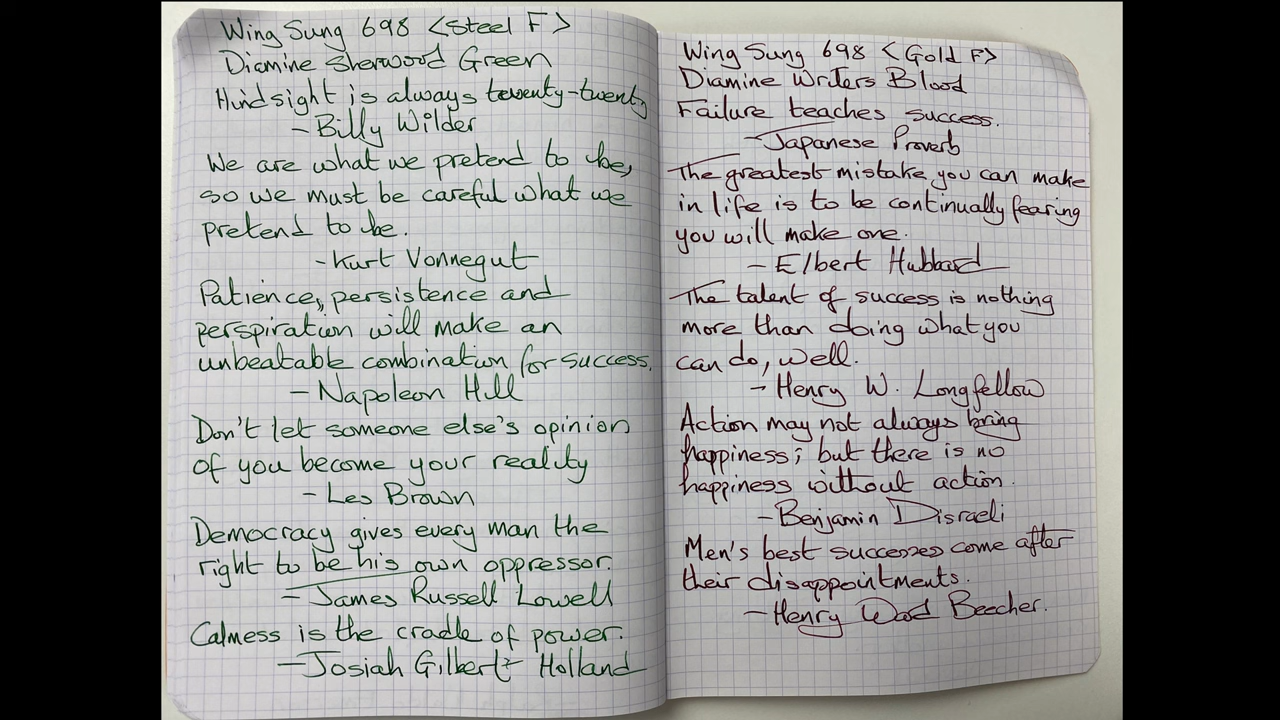 Wing Sung 698 <Steel F>
Diamine Sherwood Green
Hindsight is always twenty-twenty
- Billy Wilder
We are what we pretend to be,
so we must be careful what we
pretend to be.
- Kurt Vonnegut
Patience, persistence and
perspiration will make an
unbeatable combination for success.
- Napoleon Hill
Don't let someone else's opinion
of you become your reality
- Les Brown
Democracy gives every man the
right to be his own oppressor.
- James Russell Lowell
Calmess is the cradle of power.
- Josiah Gilbert Holland
Wing Sung 698 <Gold F>
Diamine Writers Blood
Failure teaches success.
- Japanese Proverb
The greatest mistake you can make
in life is to be continually fearing
you will make one.
- Elbert Hubbard
The talent of success is nothing
more than doing what you
can do, well.
- Henry W. Longfellow
Action may not always bring
happiness; but there is no
happiness without action.
- Benjamin Disraeli
Men's best successes come after
their disappointments.
- Henry Wood Beecher.